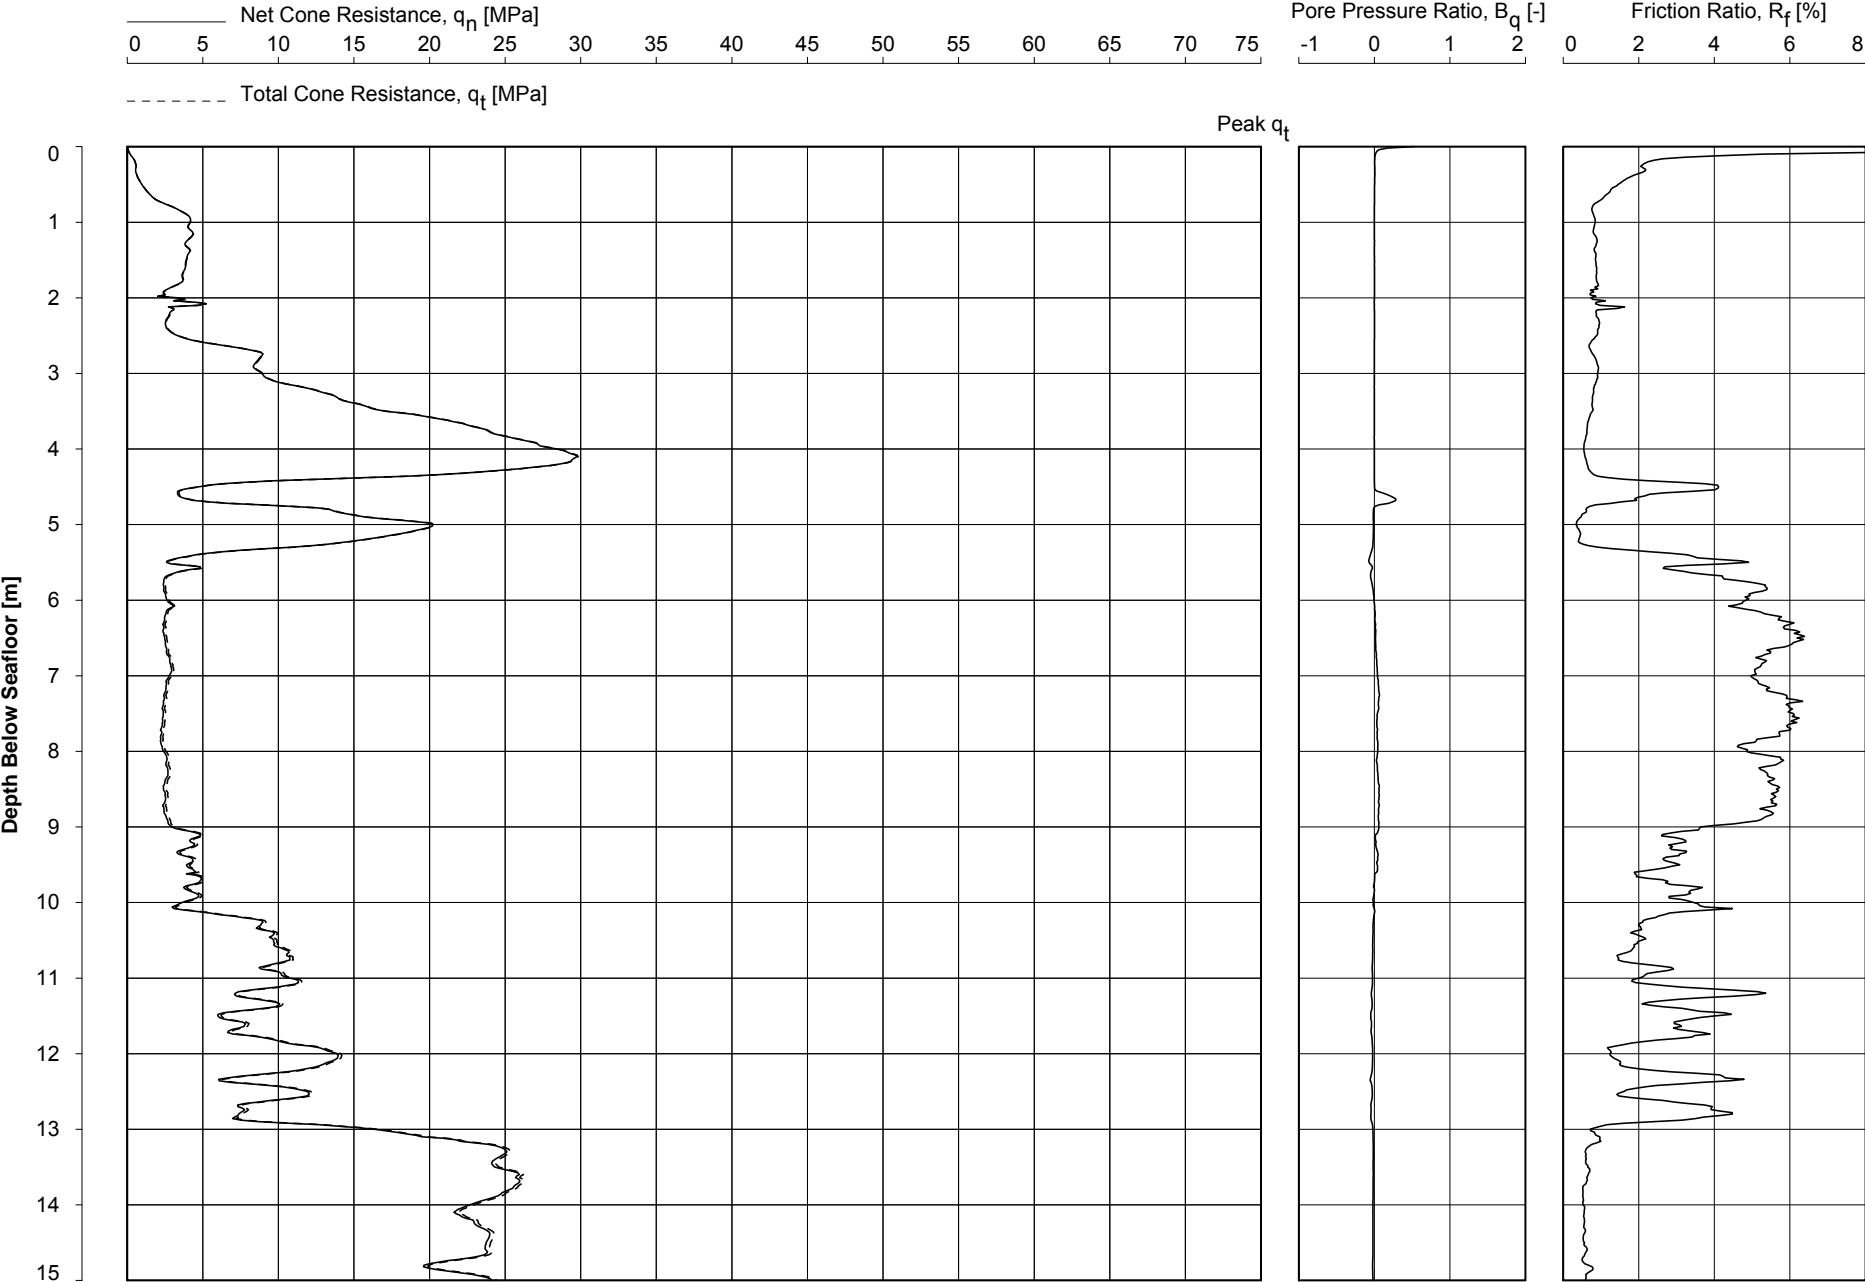 Net Cone Resistance, qn [MPa]
0 5 10 15 20 25 30 35 40 45 50 55 60 65 70 75
Total Cone Resistance, qt [MPa]
Pore Pressure Ratio, Bq [-]
-1 0 1 2
Friction Ratio, Rf [%]
0 2 4 6 8
Peak qt
Depth Below Seafloor [m]
0
1
2
3
4
5
6
7
8
9
10
11
12
13
14
15